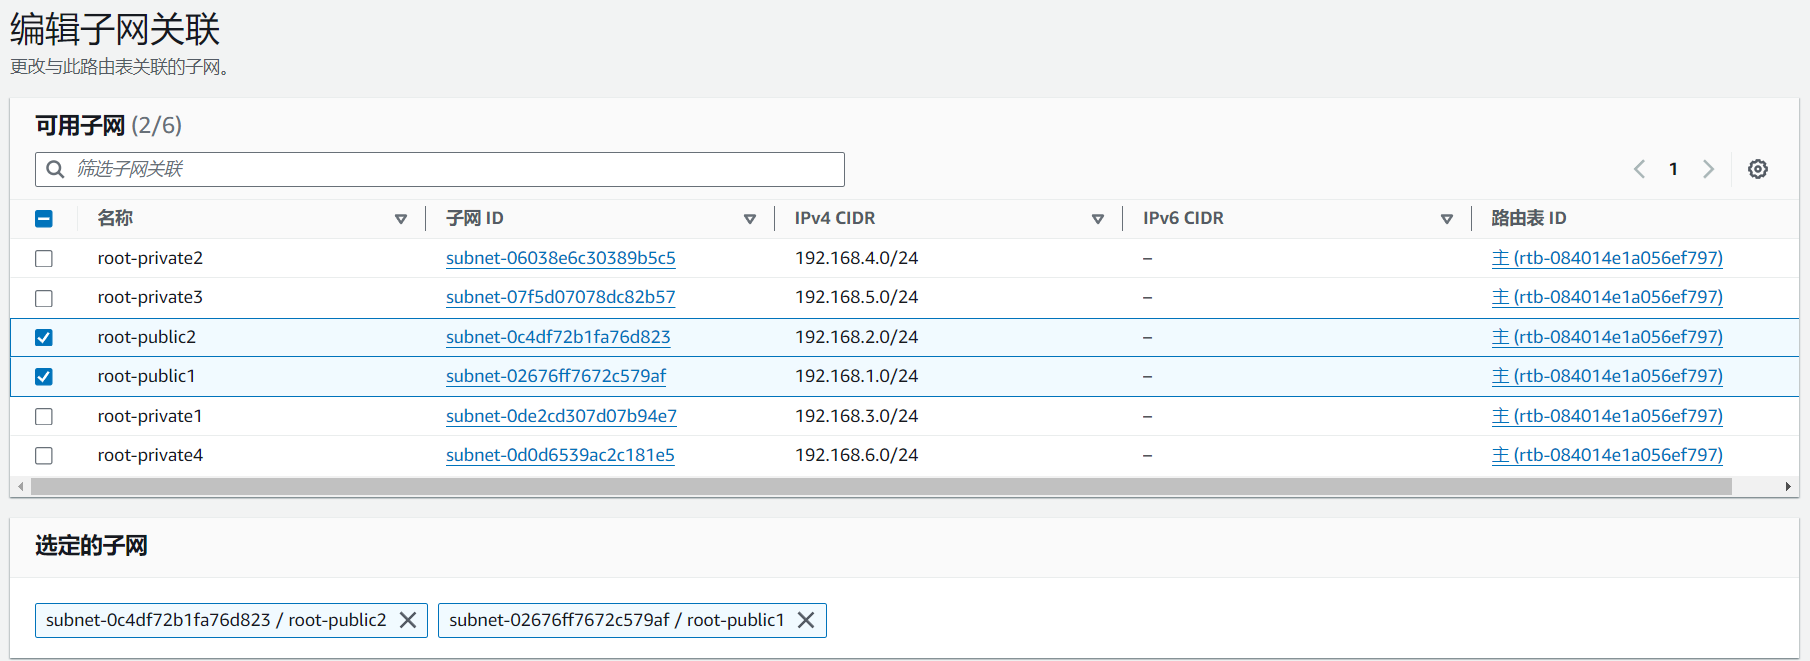 编辑子网关联
更改与此路由表关联的子网。
可用子网 (2/6)
筛选子网关联
1
名称 子网 ID IPv4 CIDR IPv6 CIDR 路由表 ID
root-private2 subnet-06038e6c30389b5c5 192.168.4.0/24 – 主 (rtb-084014e1a056ef797)
root-private3 subnet-07f5d07078dc82b57 192.168.5.0/24 – 主 (rtb-084014e1a056ef797)
root-public2 subnet-0c4df72b1fa76d823 192.168.2.0/24 – 主 (rtb-084014e1a056ef797)
root-public1 subnet-02676ff7672c579af 192.168.1.0/24 – 主 (rtb-084014e1a056ef797)
root-private1 subnet-0de2cd307d07b94e7 192.168.3.0/24 – 主 (rtb-084014e1a056ef797)
root-private4 subnet-0d0d6539ac2c181e5 192.168.6.0/24 – 主 (rtb-084014e1a056ef797)
选定的子网
subnet-0c4df72b1fa76d823 / root-public2 subnet-02676ff7672c579af / root-public1